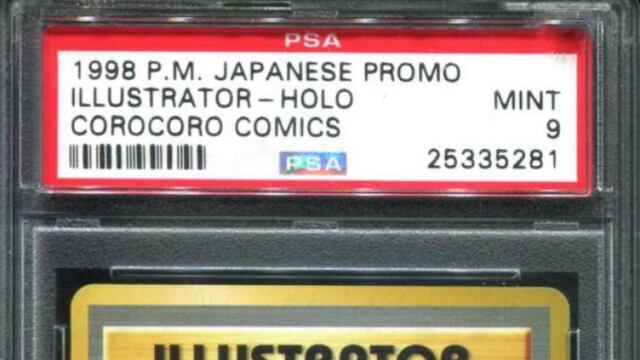 PSA
1998 P.M. JAPANESE PROMO
ILLUSTRATOR-HOLO MINT
COROCORO COMICS 9
PSA 25335281
ILLUSTRATOR